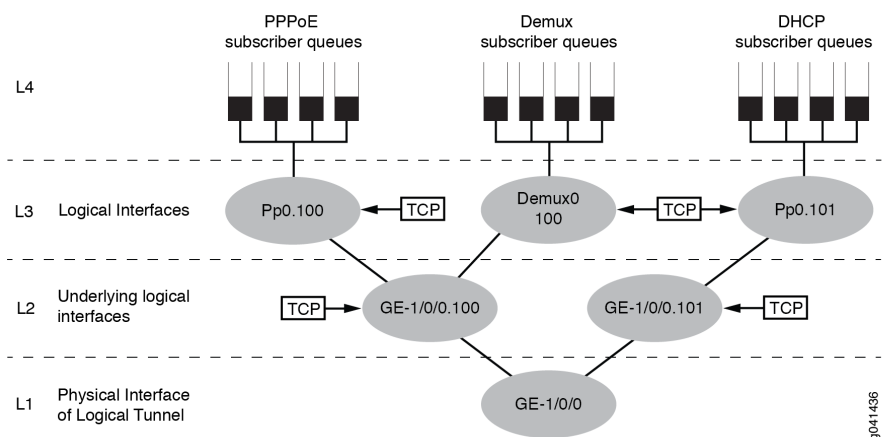 PPPoE
subscriber queues
Demux
subscriber queues
DHCP
subscriber queues
L4
L3
Logical Interfaces
Pp0.100
TCP
Demux0
100
TCP
Pp0.101
L2
Underlying logical
interfaces
TCP
GE-1/0/0.100
GE-1/0/0.101
TCP
L1
Physical Interface
of Logical Tunnel
GE-1/0/0
g041436